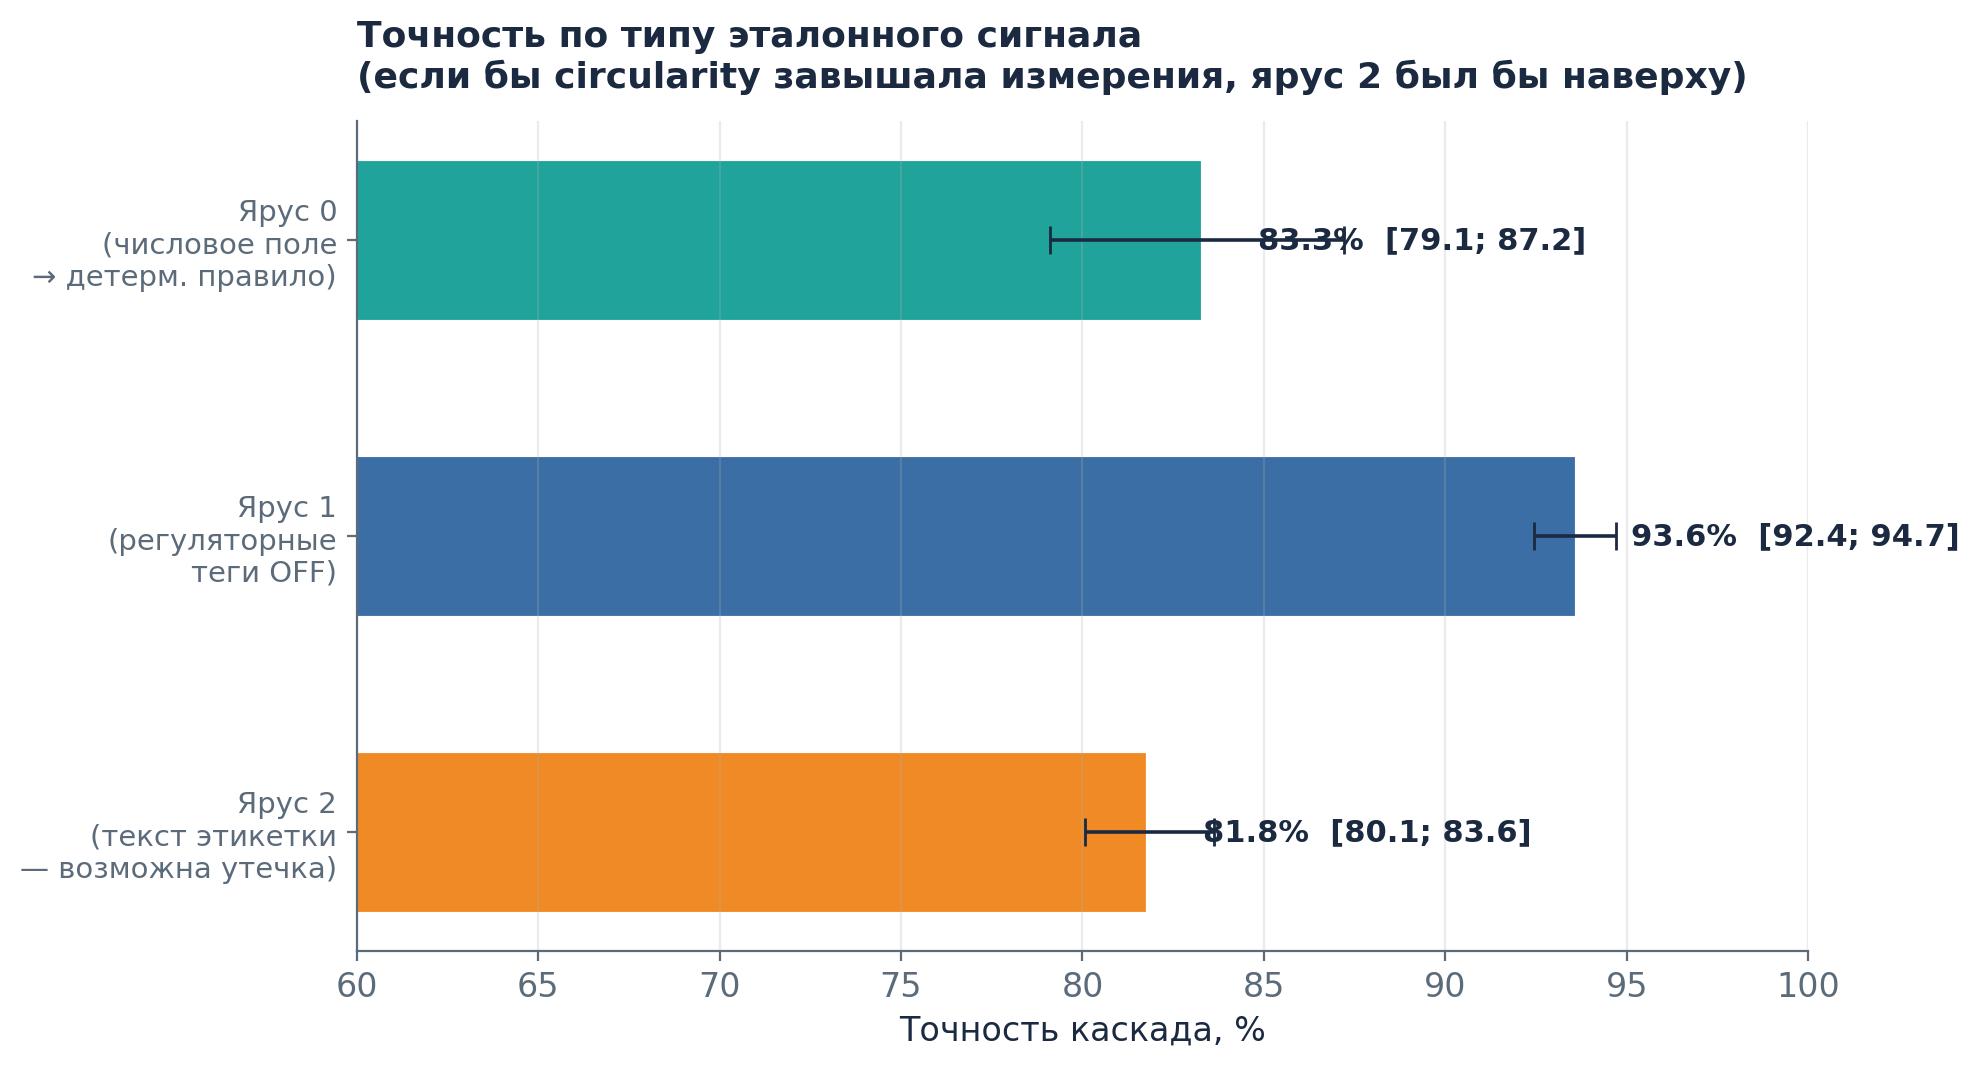 Точность по типу эталонного сигнала
(если бы circularity завышала измерения, ярус 2 был бы наверху)
Ярус 0
(числовое поле
→ детерм. правило)
83.3% [79.1; 87.2]
Ярус 1
(регуляторные
теги OFF)
93.6% [92.4; 94.7]
Ярус 2
(текст этикетки
— возможна утечка)
81.8% [80.1; 83.6]
60 65 70 75 80 85 90 95 100
Точность каскада, %